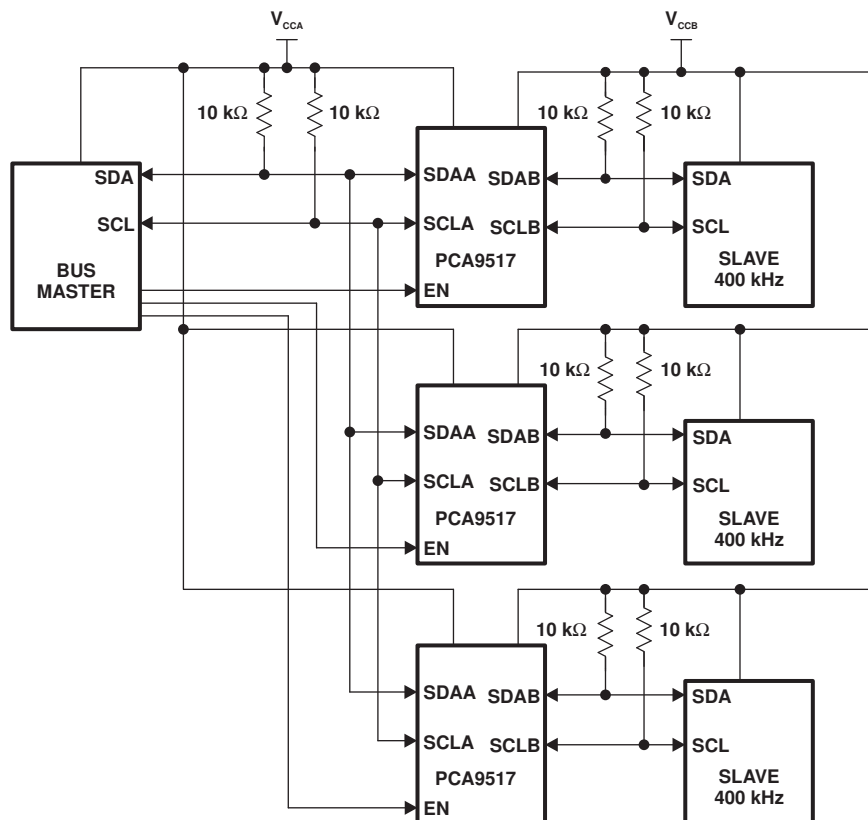 V_CCA
V_CCB
10 kΩ
10 kΩ
10 kΩ
10 kΩ
SDA
SCL
BUS
MASTER
SDAA
SCLA
SDAB
SCLB
PCA9517
EN
SDA
SCL
SLAVE
400 kHz
10 kΩ
10 kΩ
SDAA
SCLA
SDAB
SCLB
PCA9517
EN
SDA
SCL
SLAVE
400 kHz
10 kΩ
10 kΩ
SDAA
SCLA
SDAB
SCLB
PCA9517
EN
SDA
SCL
SLAVE
400 kHz